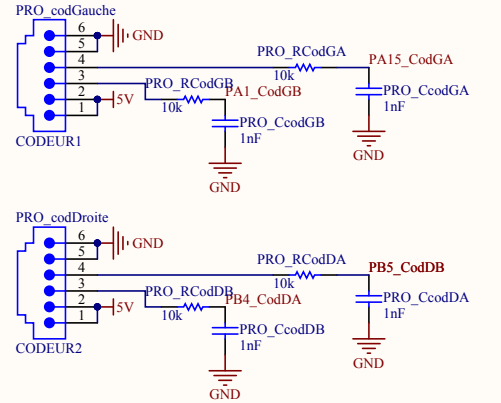 PRO_codGauche
6
GND
5
PRO_RCodGA
PA15_CodGA
4
10k
3
PRO_RCodGB
PA1_CodGB
PRO_CcodGA
2
5V
10k
1nF
1
PRO_CcodGB
CODEUR1
1nF
GND
GND
PRO_codDroite
6
GND
5
PRO_RCodDA
PB5_CodDB
4
10k
3
PRO_RCodDB
PB4_CodDA
PRO_CcodDA
2
5V
10k
1nF
1
PRO_CcodDB
CODEUR2
1nF
GND
GND